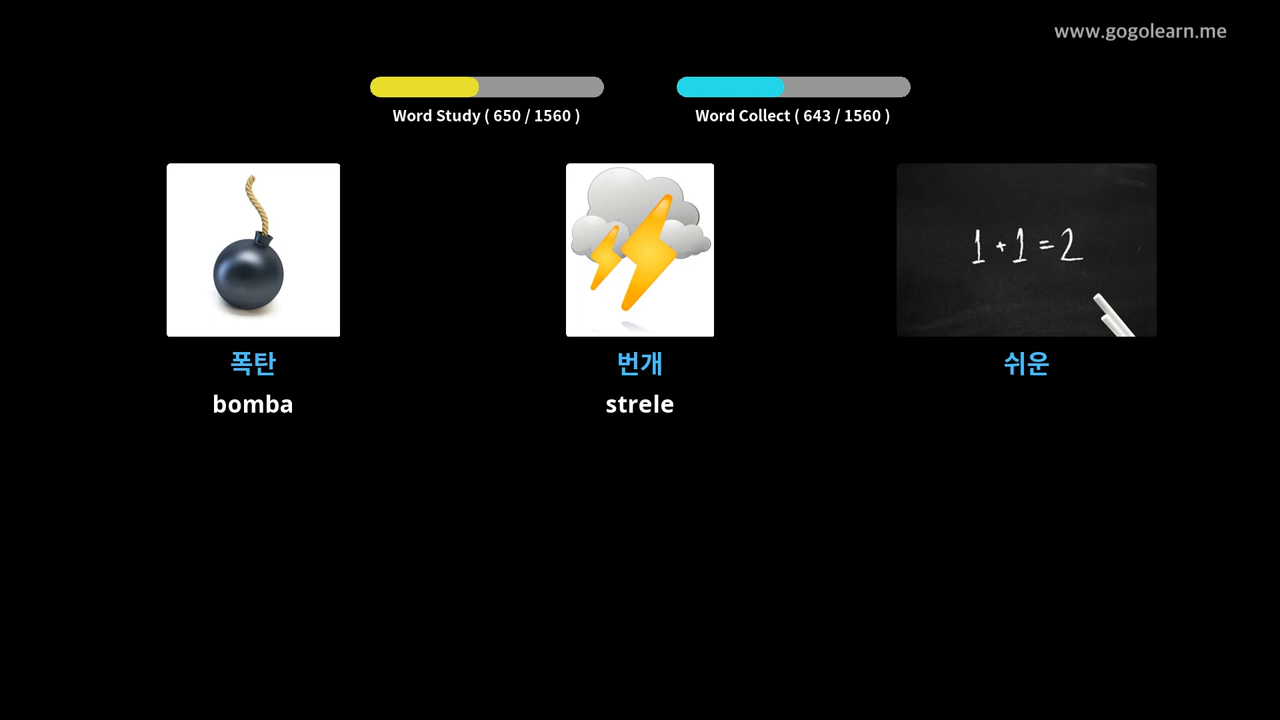 www.gogolearn.me
Word Study ( 650 / 1560 )
Word Collect ( 643 / 1560 )
1 + 1 = 2
폭탄
번개
쉬운
bomba
strele